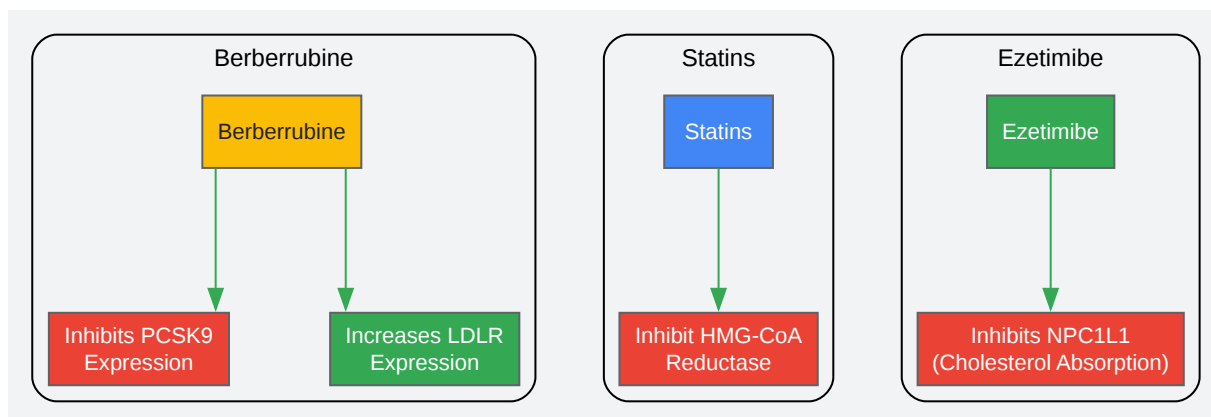 Berberrubine
Berberrubine
Inhibits PCSK9
Expression
Increases LDLR
Expression
Statins
Statins
Inhibit HMG-CoA
Reductase
Ezetimibe
Ezetimibe
Inhibits NPC1L1
(Cholesterol Absorption)